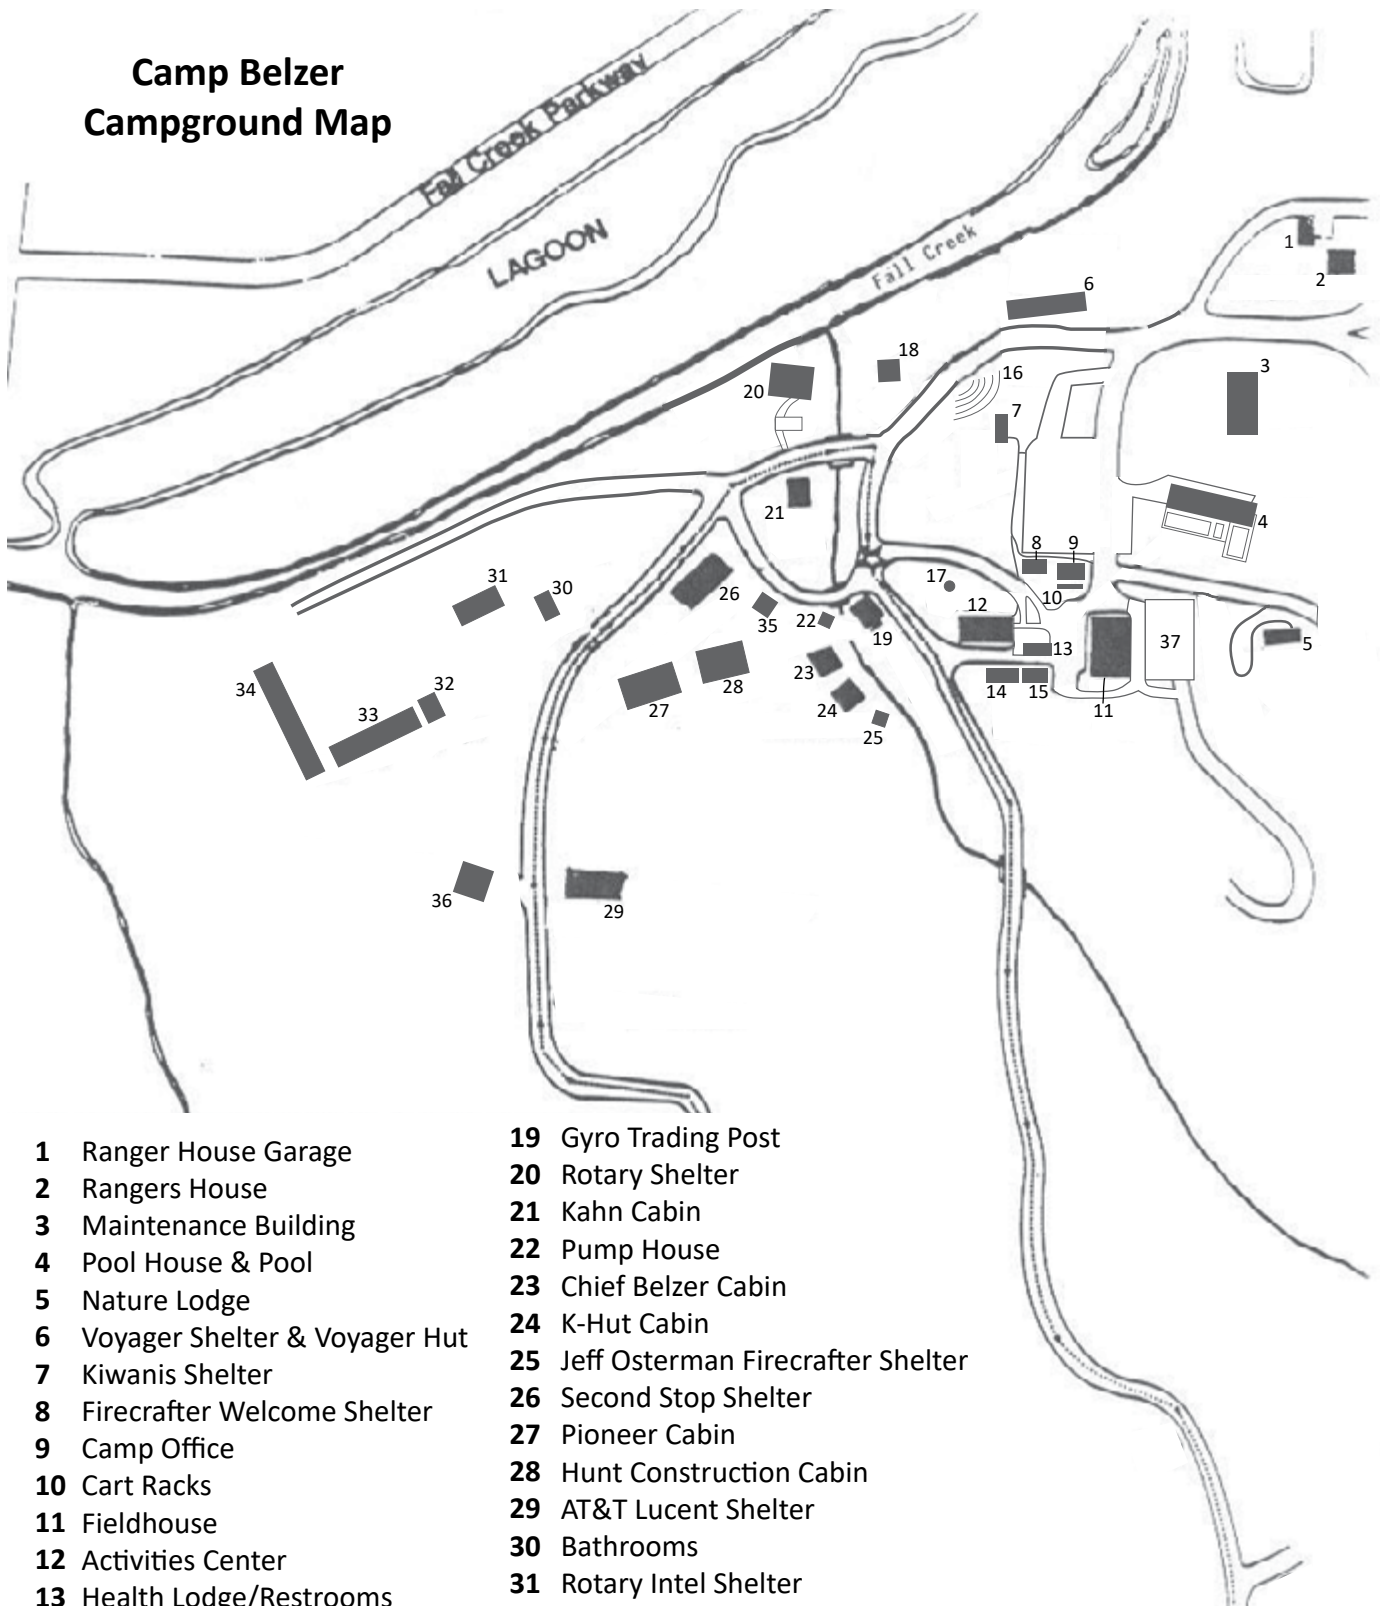 Camp Belzer
Campground Map
Fall Creek Parkway
LAGOON
Fall Creek
1
2
6
18
3
20
16
7
4
21
8
9
31
30
26
17
10
35
12
22
19
13
37
5
23
28
34
32
14
15
27
24
11
33
25
36
29
1 Ranger House Garage
2 Rangers House
3 Maintenance Building
4 Pool House & Pool
5 Nature Lodge
6 Voyager Shelter & Voyager Hut
7 Kiwanis Shelter
8 Firecrafter Welcome Shelter
9 Camp Office
10 Cart Racks
11 Fieldhouse
12 Activities Center
13 Health Lodge/Restrooms
19 Gyro Trading Post
20 Rotary Shelter
21 Kahn Cabin
22 Pump House
23 Chief Belzer Cabin
24 K-Hut Cabin
25 Jeff Osterman Firecrafter Shelter
26 Second Stop Shelter
27 Pioneer Cabin
28 Hunt Construction Cabin
29 AT&T Lucent Shelter
30 Bathrooms
31 Rotary Intel Shelter